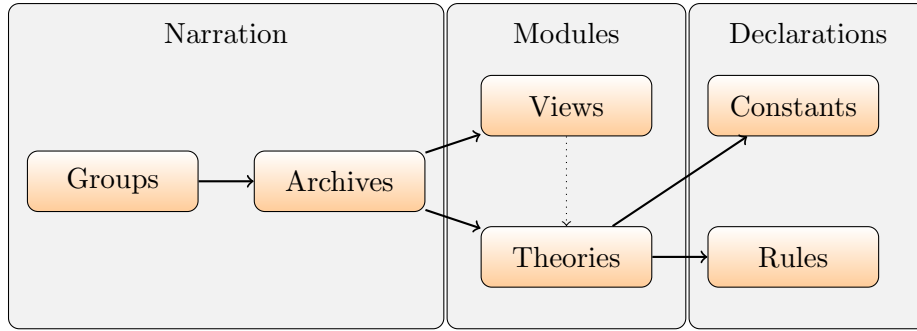 Narration
Modules
Declarations
Views
Constants
Groups
Archives
Theories
Rules